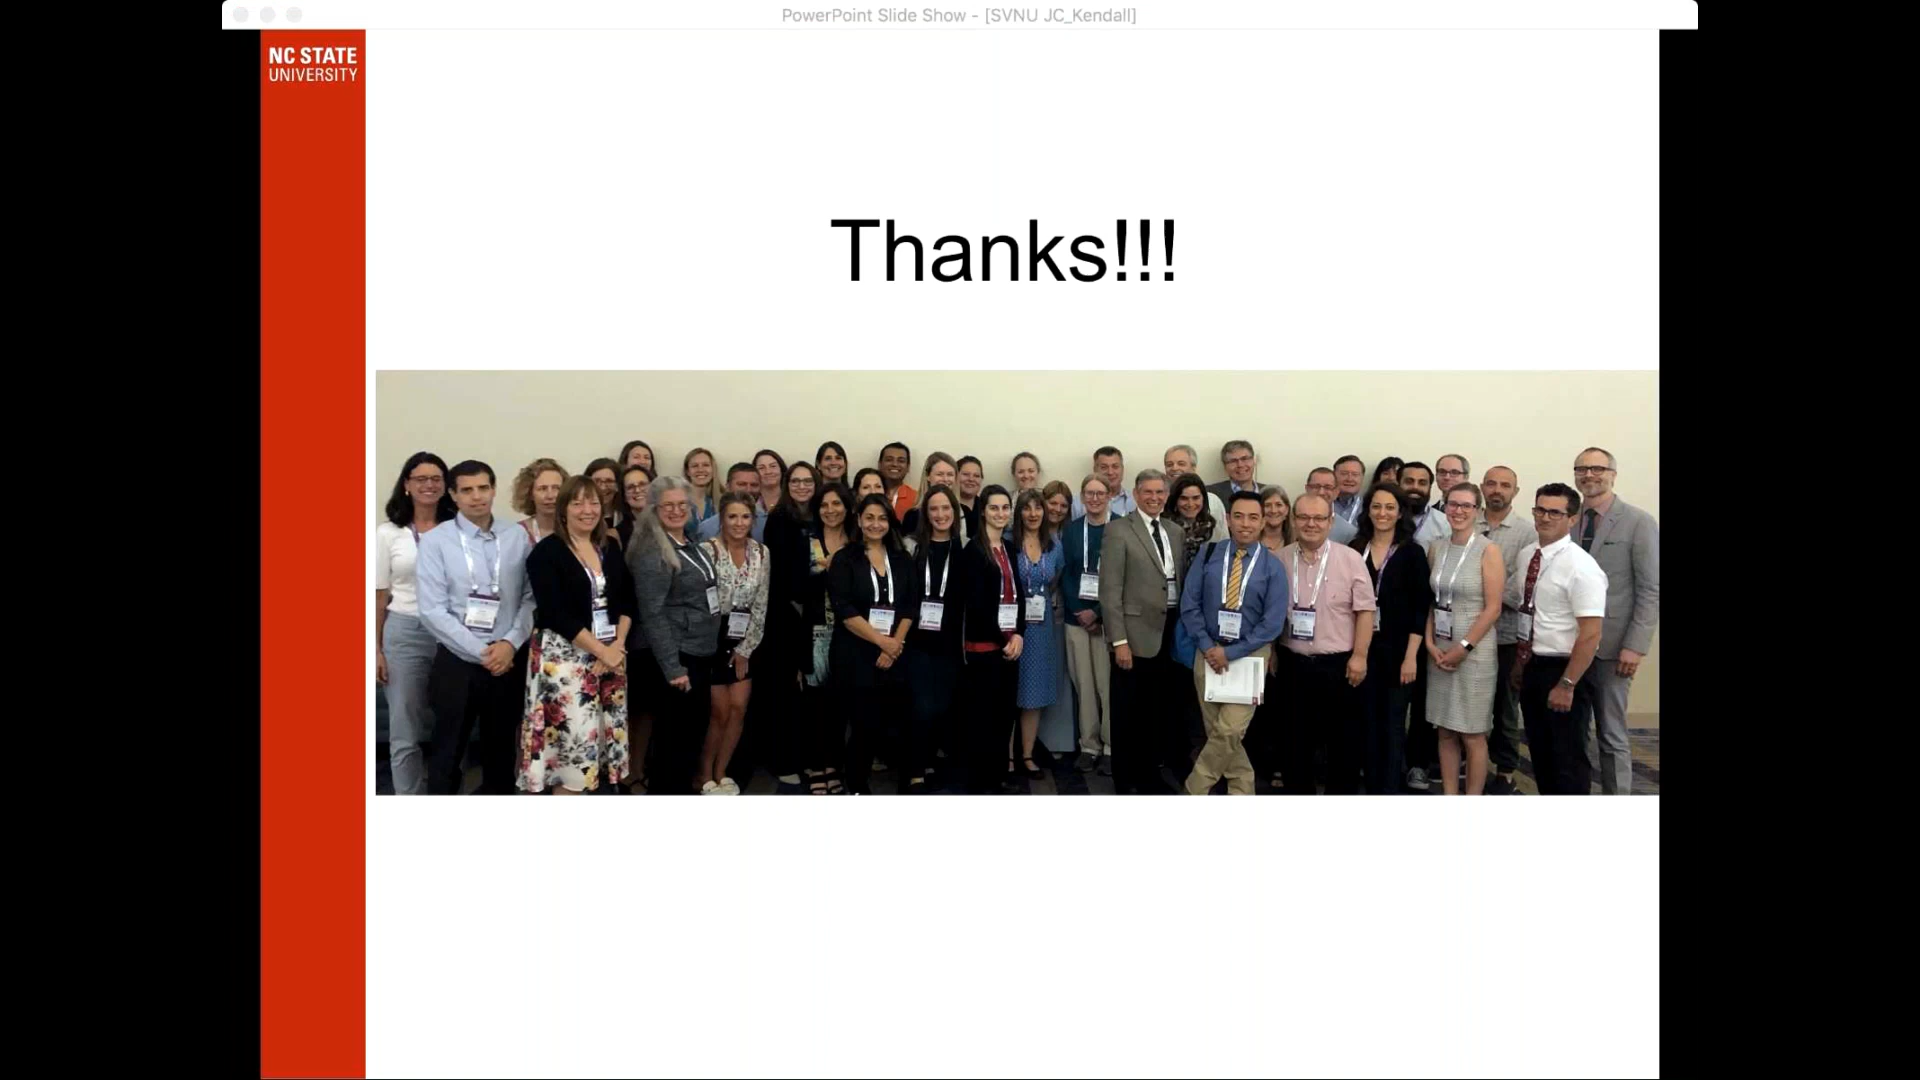 PowerPoint Slide Show - [SVNU JC_Kendall]
NC STATE
UNIVERSITY
Thanks!!!